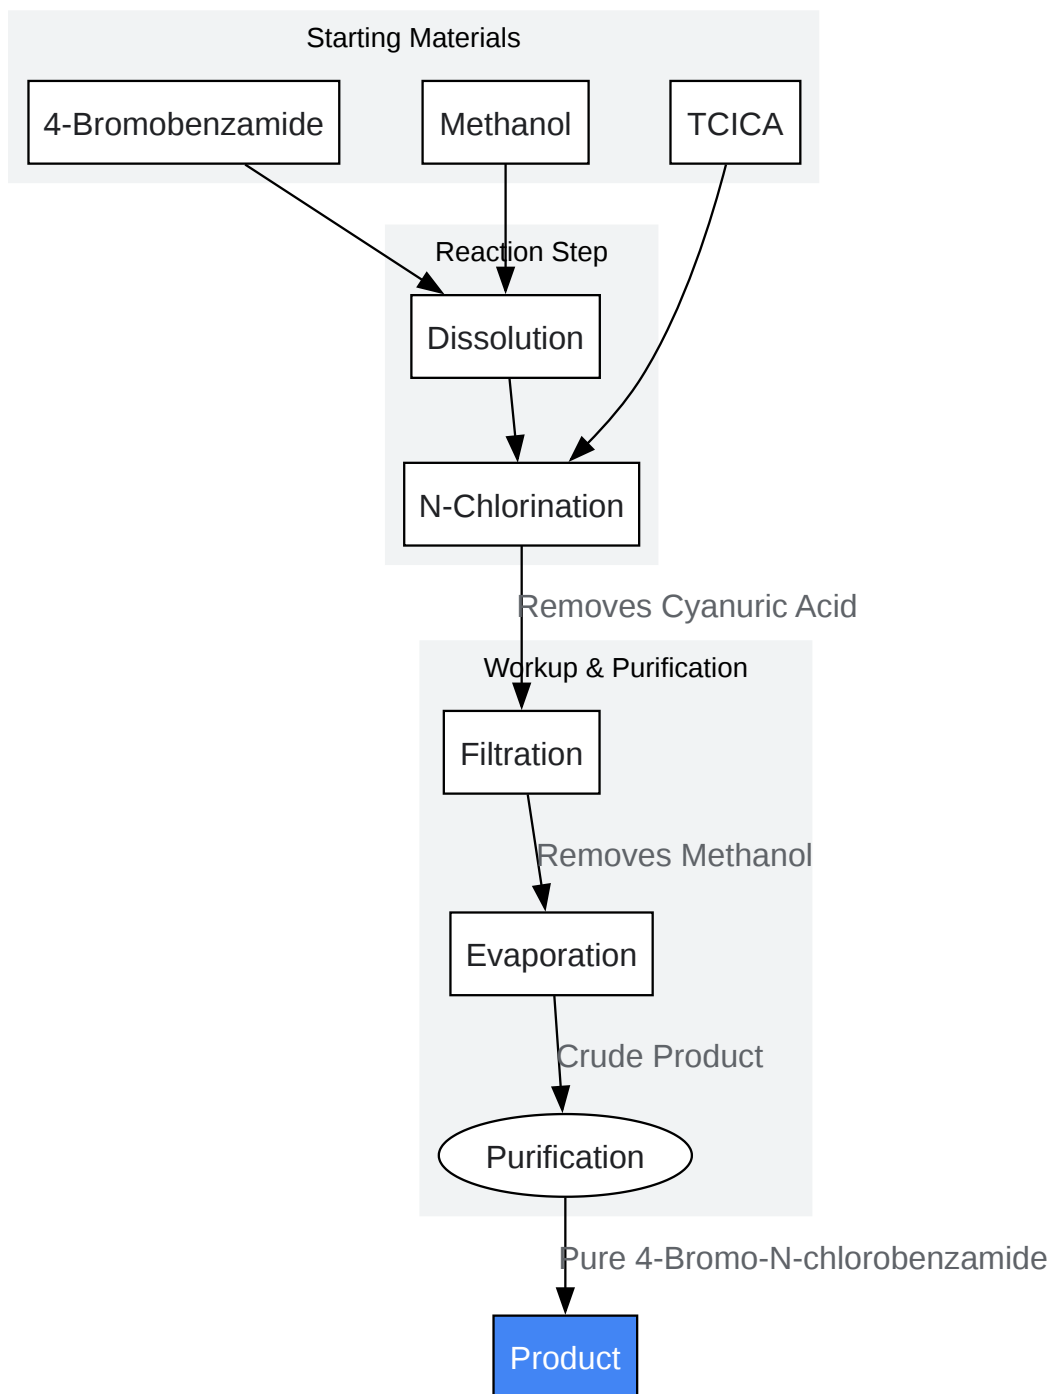 Starting Materials
4-Bromobenzamide
Methanol
TCICA
Reaction Step
Dissolution
N-Chlorination
Removes Cyanuric Acid
Workup & Purification
Filtration
Removes Methanol
Evaporation
Crude Product
Purification
Pure 4-Bromo-N-chlorobenzamide
Product